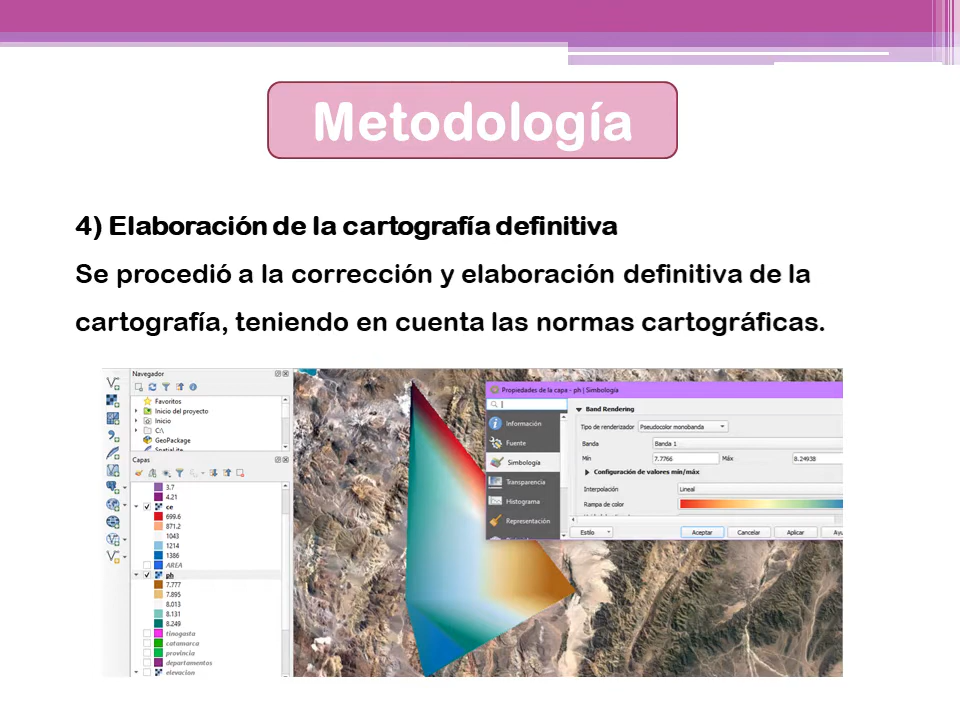 Metodología
4) Elaboración de la cartografía definitiva
Se procedió a la corrección y elaboración definitiva de la
cartografía, teniendo en cuenta las normas cartográficas.
Navegador
Favoritos
Inicio del proyecto
Inicio
C:\
GeoPackage
SpatiaLite
Capas
3.7
4.21
ce
699.6
871.2
1043
1214
1386
AREA
ph
7.777
7.895
8.013
8.131
8.249
tinogasta
catamarca
provincia
departamentos
elevacion
Propiedades de la capa - ph | Simbología
Información
Fuente
Simbología
Transparencia
Histograma
Representación
Band Rendering
Tipo de renderizador Pseudocolor monobanda
Banda Banda 1
Mín 7.7766 Máx 8.24938
Configuración de valores mín/máx
Interpolación Lineal
Rampa de color
Estilo Aceptar Cancelar Aplicar